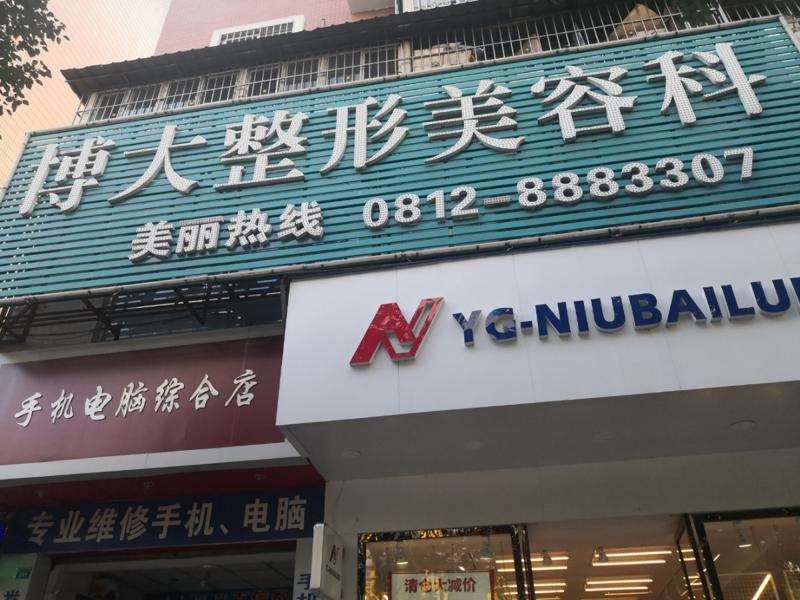 博大整形美容科
美丽热线 0812-8883307
YG-NIUBAILU
手机电脑综合店
专业维修手机、电脑
清仓大减价
手